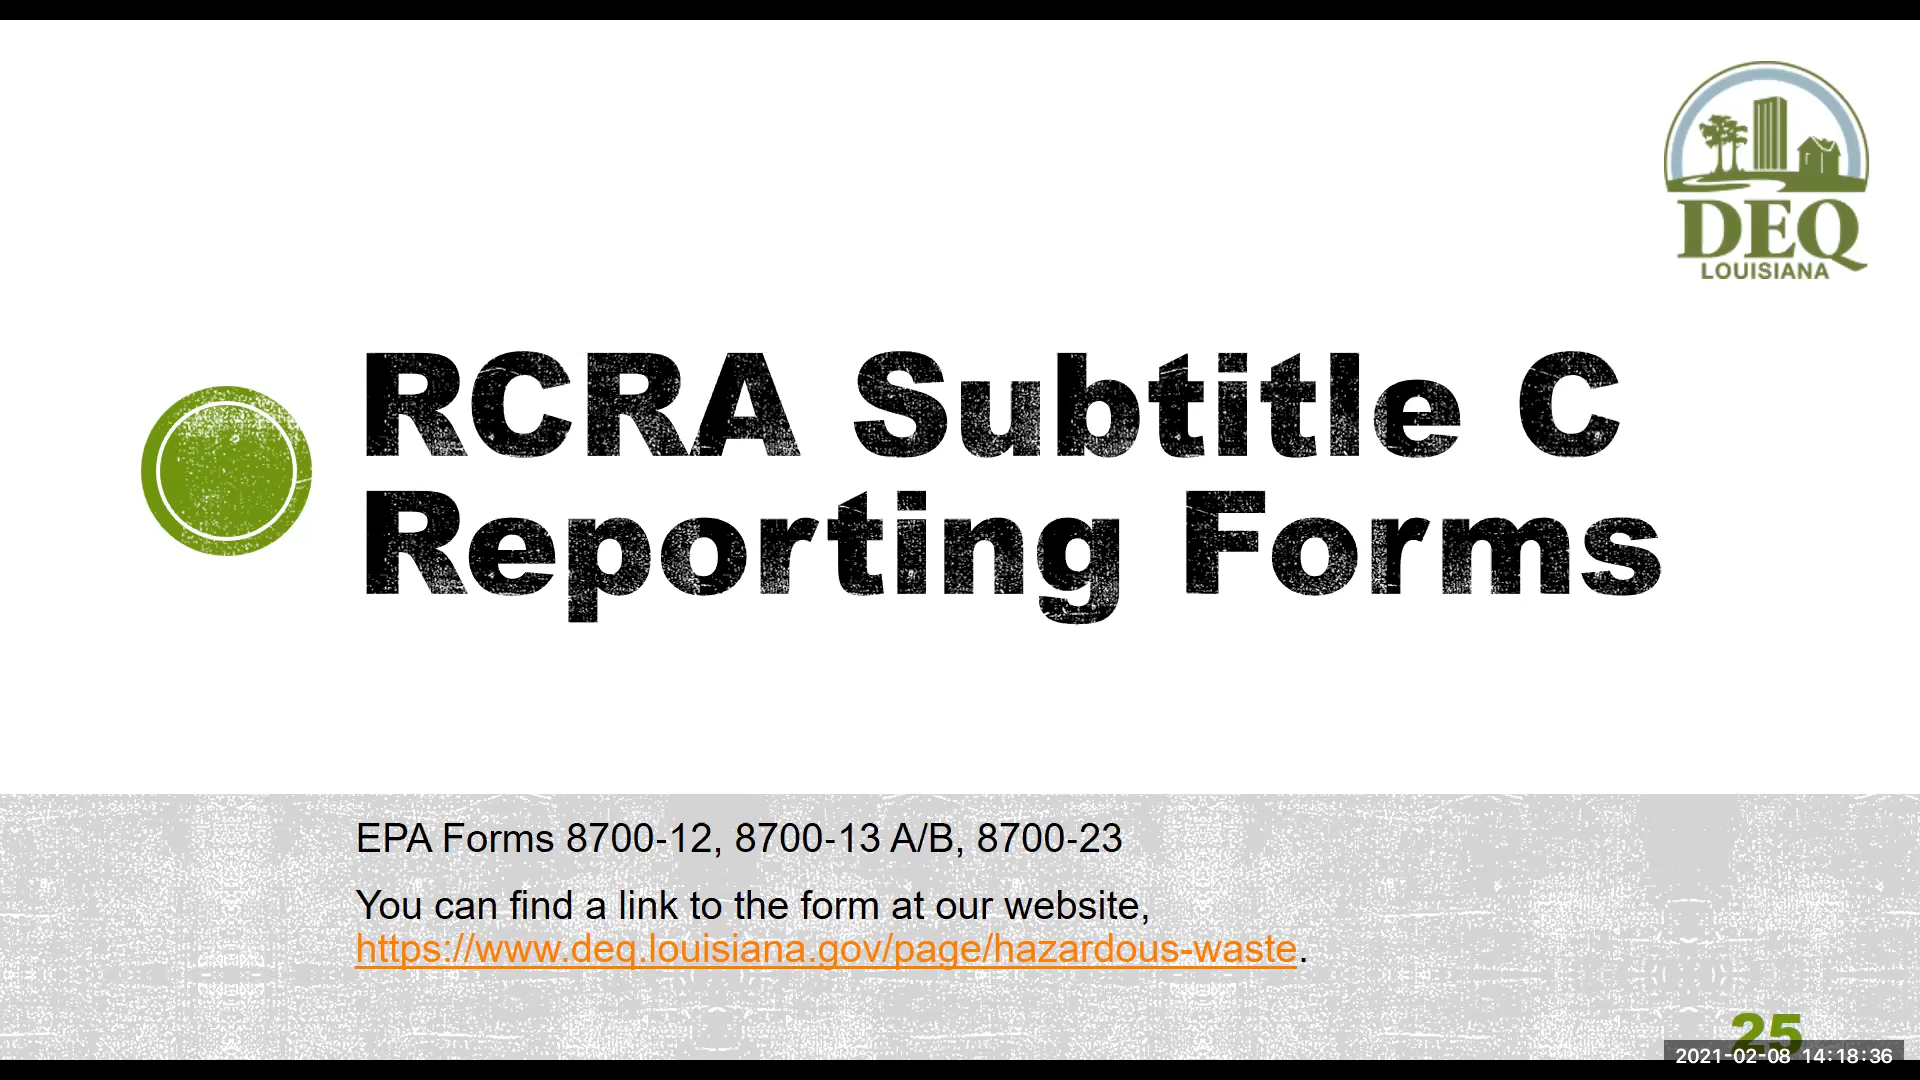 DEQ
LOUISIANA
RCRA Subtitle C
Reporting Forms
EPA Forms 8700-12, 8700-13 A/B, 8700-23
You can find a link to the form at our website,
https://www.deq.louisiana.gov/page/hazardous-waste.
25
2021-02-08 14:18:36